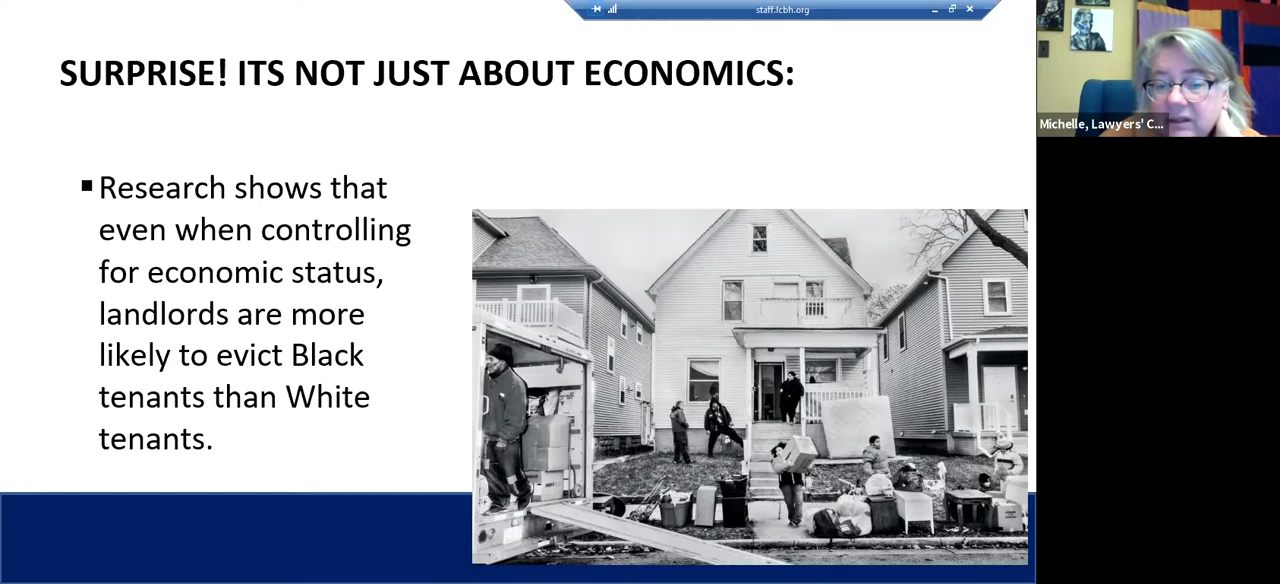 staff.lcbh.org
SURPRISE! ITS NOT JUST ABOUT ECONOMICS:
Research shows that
even when controlling
for economic status,
landlords are more
likely to evict Black
tenants than White
tenants.
Michelle, Lawyers' C...